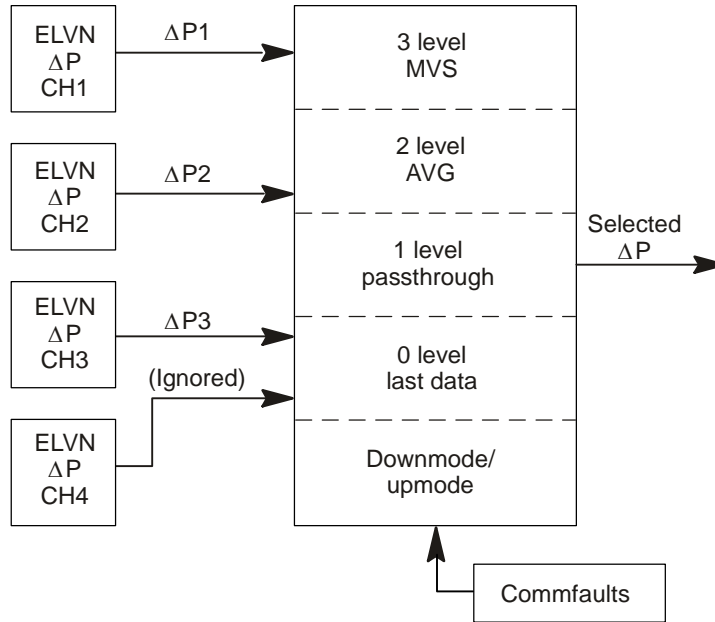 ELVN
ΔP
CH1
ΔP1
3 level
MVS
ELVN
ΔP
CH2
ΔP2
2 level
AVG
1 level
passthrough
Selected
ΔP
ELVN
ΔP
CH3
ΔP3
(Ignored)
0 level
last data
ELVN
ΔP
CH4
Downmode/
upmode
Commfaults